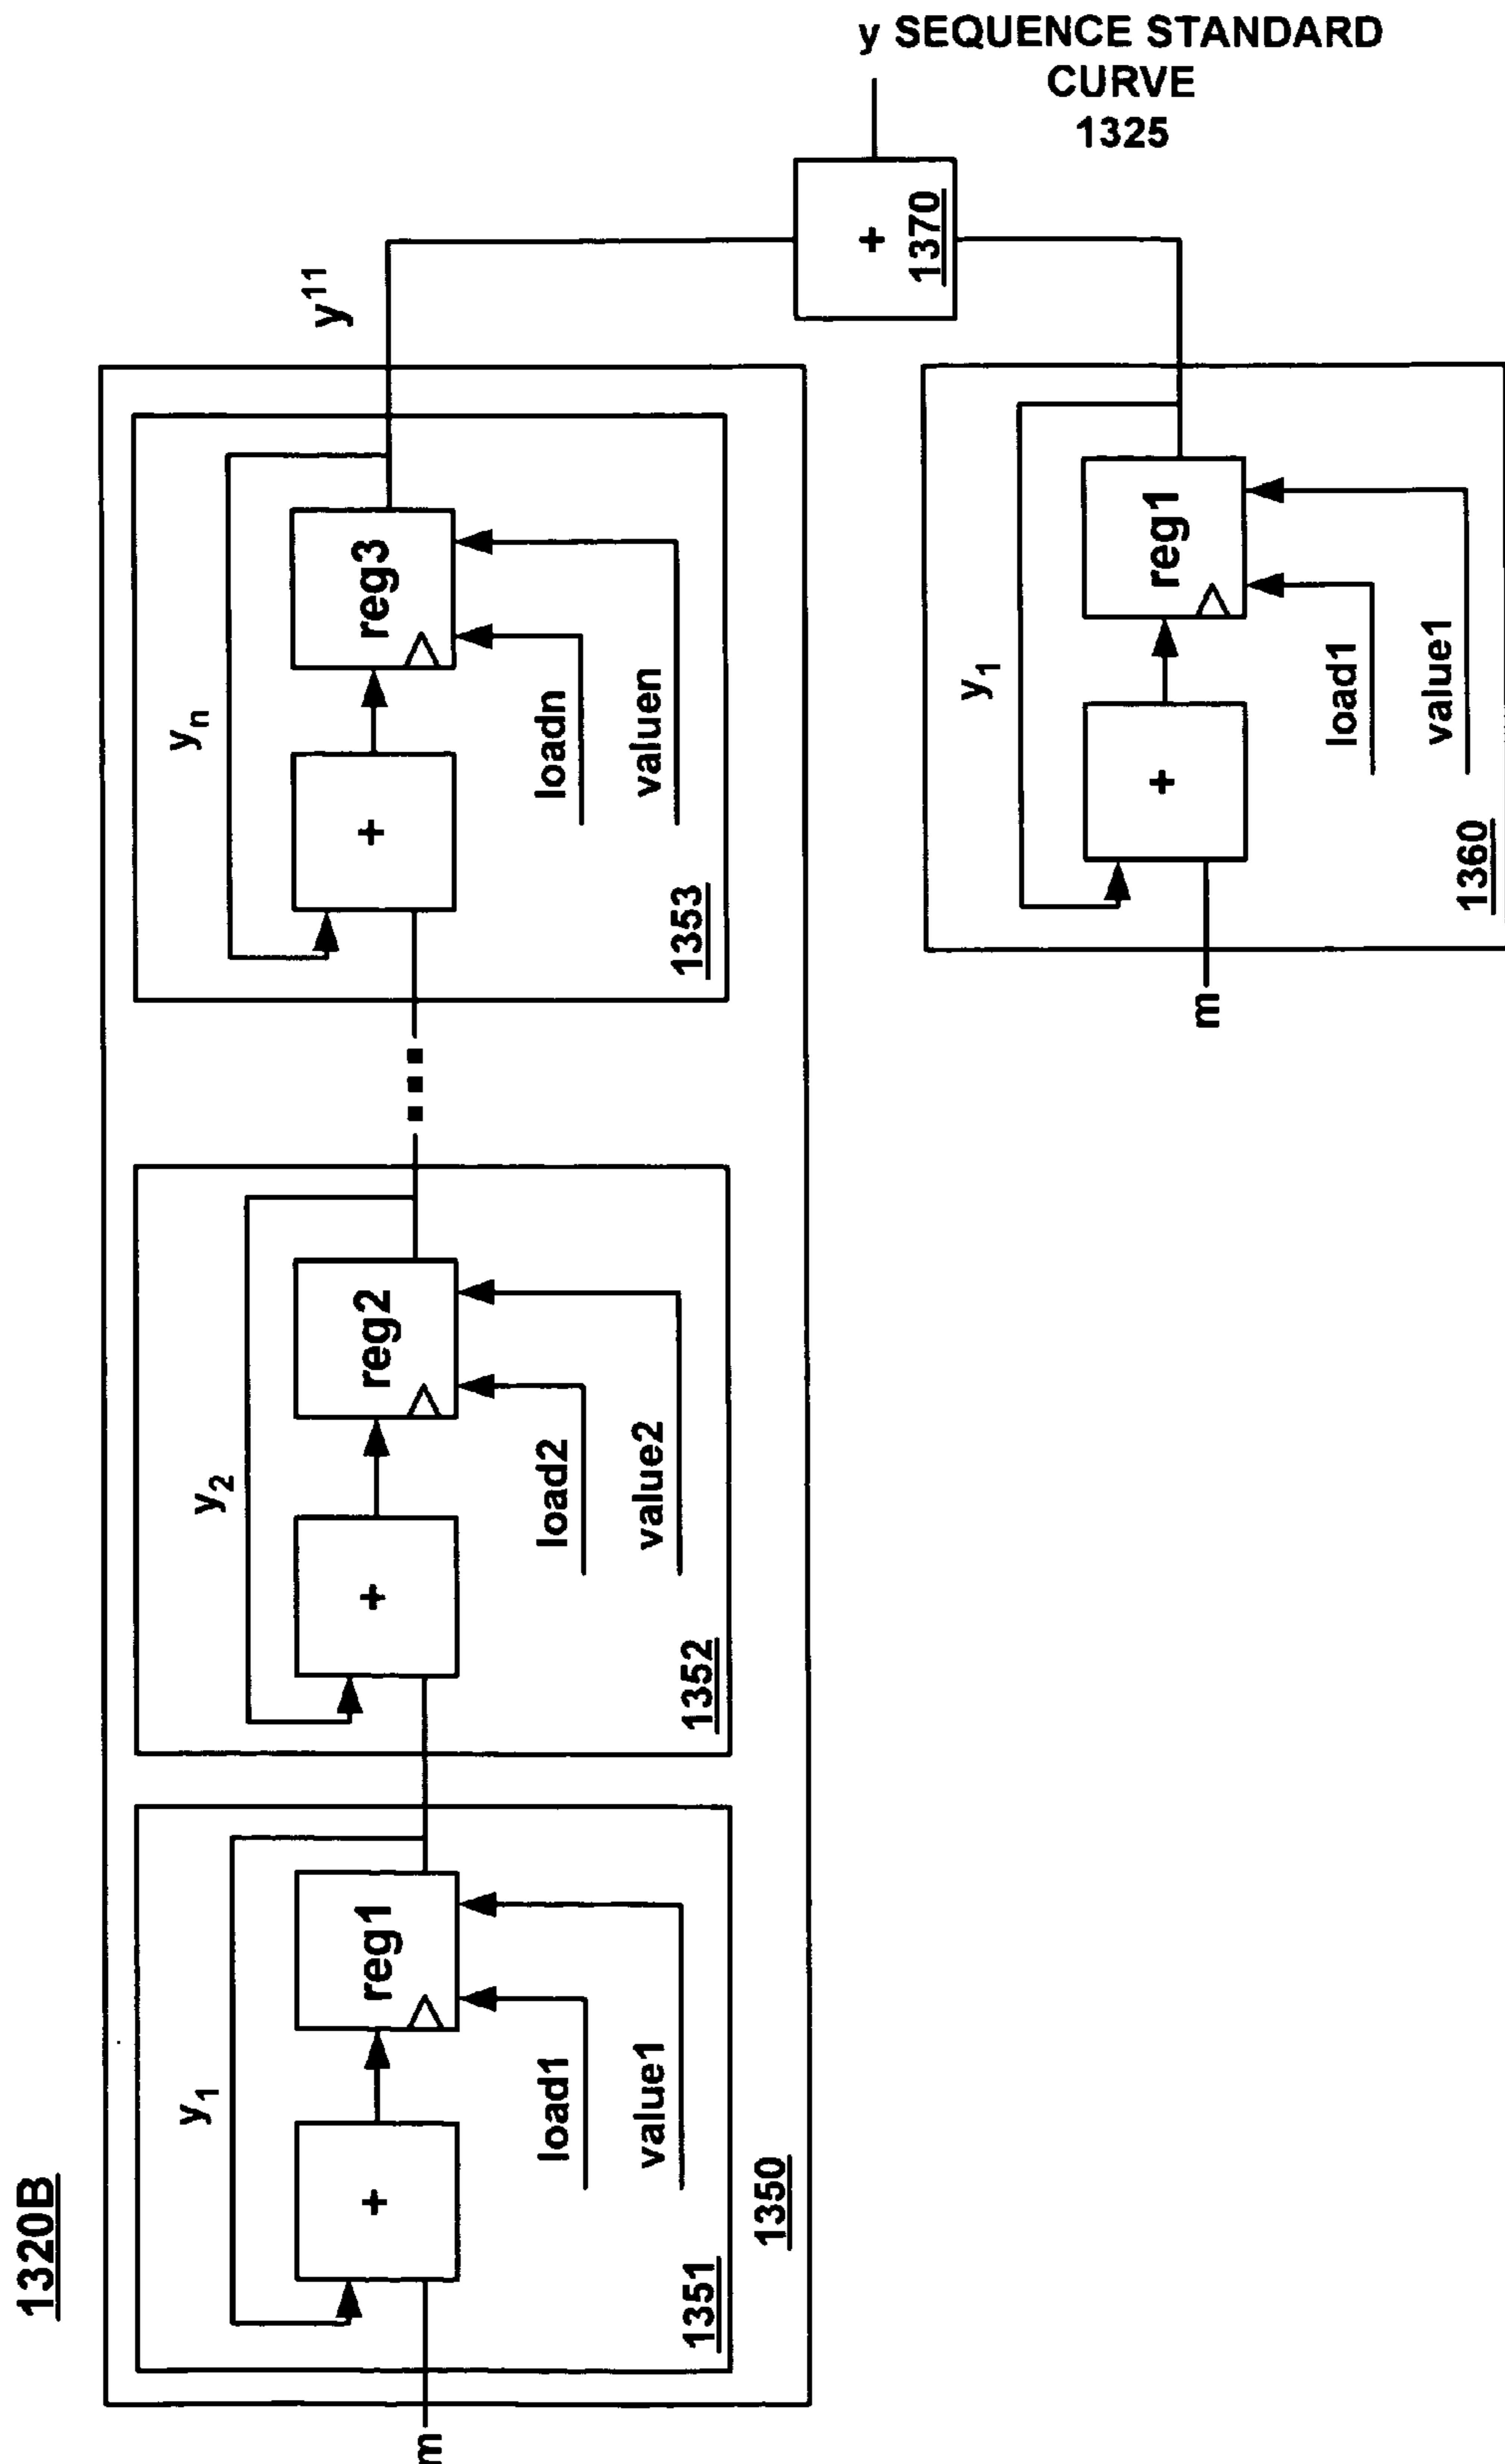 1320B
y SEQUENCE STANDARD
CURVE
1325
m
y1
+
reg1
load1
value1
1351
y2
+
reg2
load2
value2
1352
...
yn
+
reg3
loadn
valuen
1353
1350
y11
+
1370
m
y1
+
reg1
load1
value1
1360